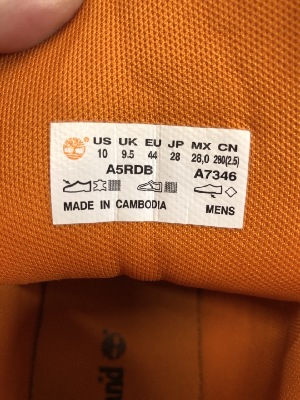 US UK EU JP MX CN
10 9.5 44 28 28,0 280(2.5)
A5RDB A7346
MADE IN CAMBODIA MENS